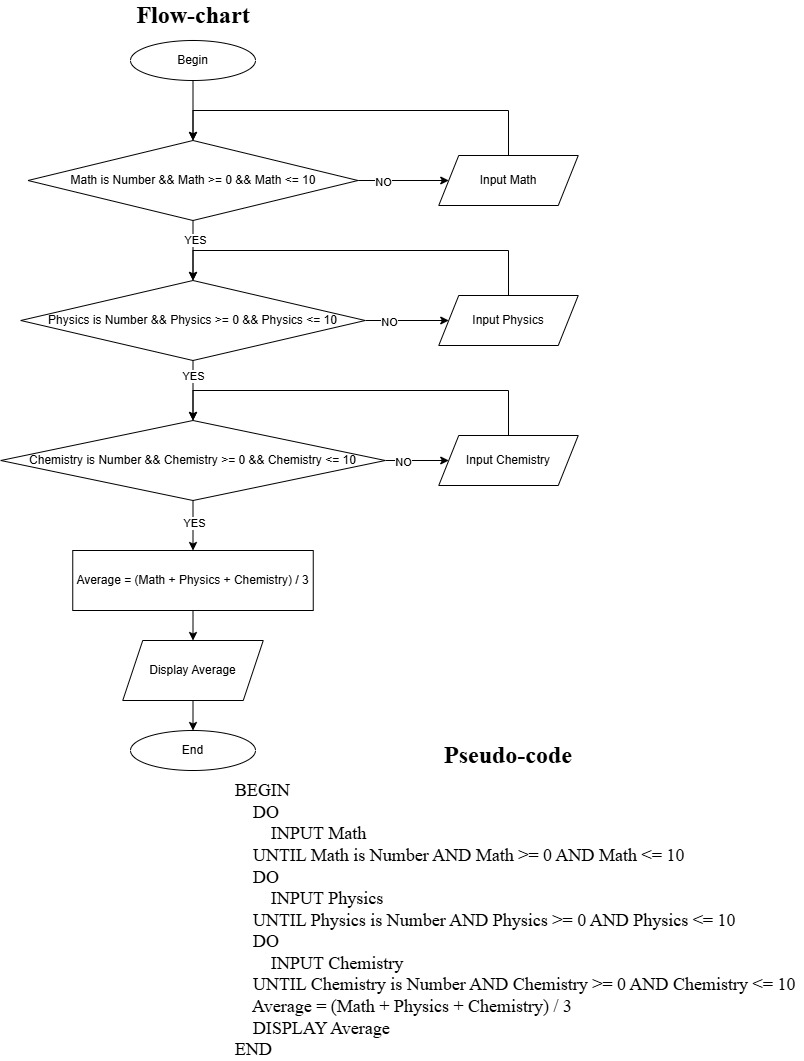 Flow-chart
Begin
Math is Number && Math >= 0 && Math <= 10
NO
Input Math
YES
Physics is Number && Physics >= 0 && Physics <= 10
NO
Input Physics
YES
Chemistry is Number && Chemistry >= 0 && Chemistry <= 10
NO
Input Chemistry
YES
Average = (Math + Physics + Chemistry) / 3
Display Average
End
Pseudo-code
BEGIN
DO
INPUT Math
UNTIL Math is Number AND Math >= 0 AND Math <= 10
DO
INPUT Physics
UNTIL Physics is Number AND Physics >= 0 AND Physics <= 10
DO
INPUT Chemistry
UNTIL Chemistry is Number AND Chemistry >= 0 AND Chemistry <= 10
Average = (Math + Physics + Chemistry) / 3
DISPLAY Average
END